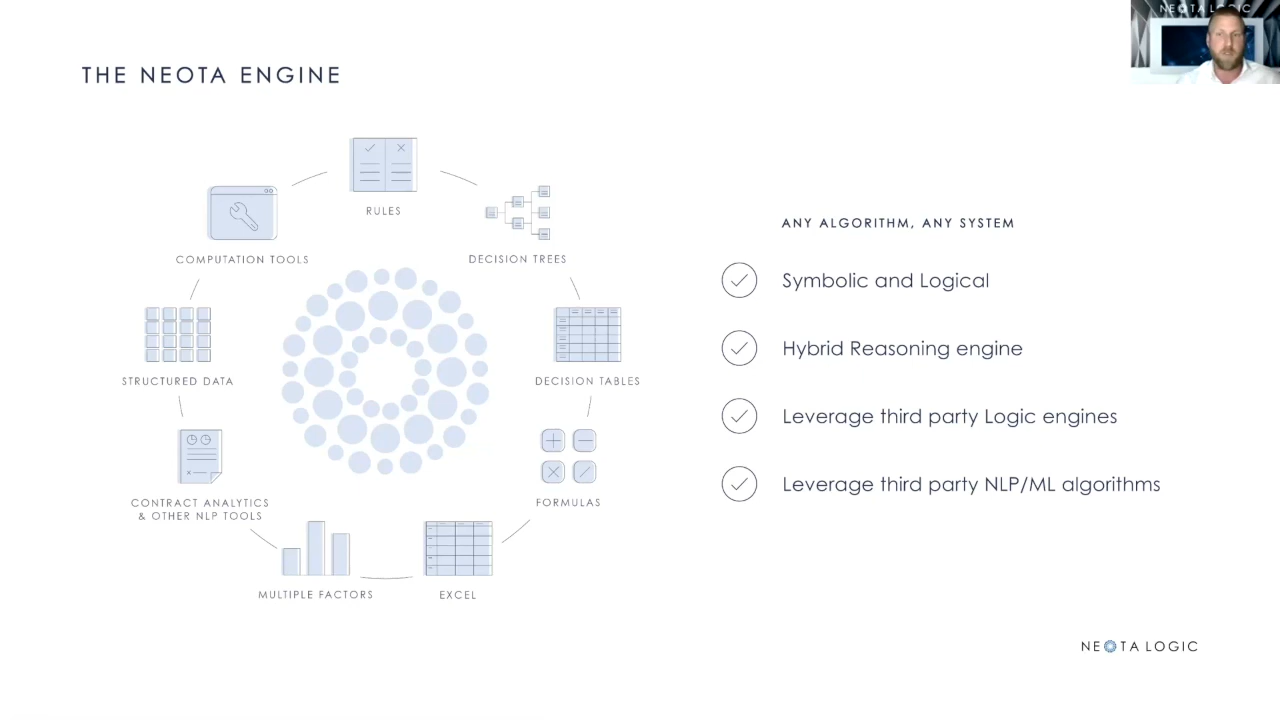 NEOTA LOGIC
THE NEOTA ENGINE
RULES
COMPUTATION TOOLS
DECISION TREES
STRUCTURED DATA
DECISION TABLES
CONTRACT ANALYTICS
& OTHER NLP TOOLS
FORMULAS
MULTIPLE FACTORS
EXCEL
ANY ALGORITHM, ANY SYSTEM
Symbolic and Logical
Hybrid Reasoning engine
Leverage third party Logic engines
Leverage third party NLP/ML algorithms
NEOTA LOGIC